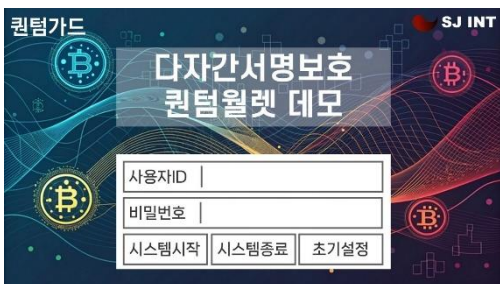 퀀텀가드
SJ INT
다자간서명보호
퀀텀월렛 데모
사용자ID
비밀번호
시스템시작 시스템종료 초기설정